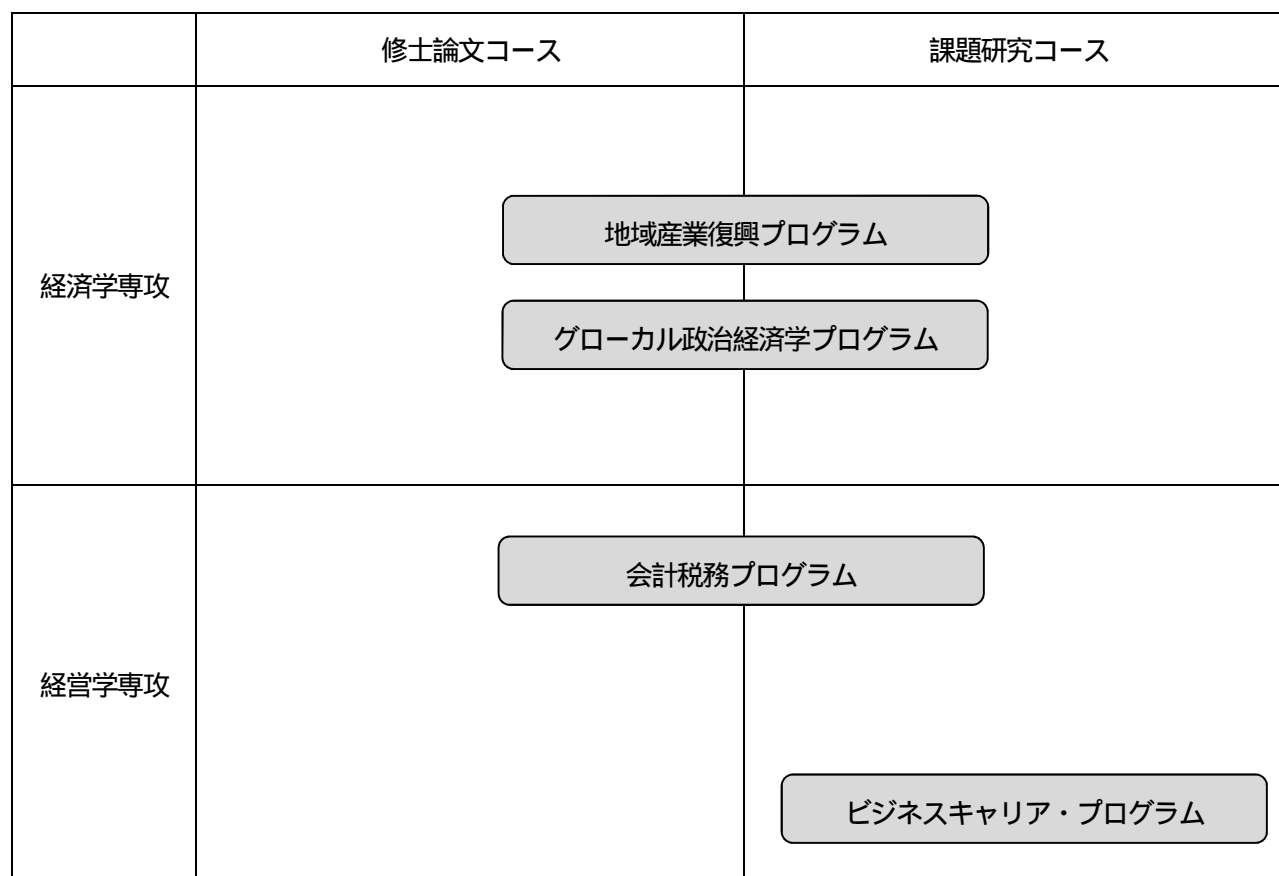 修士論文コース
課題研究コース
経済学専攻
地域産業復興プログラム
グローカル政治経済学プログラム
経営学専攻
会計税務プログラム
ビジネスキャリア・プログラム